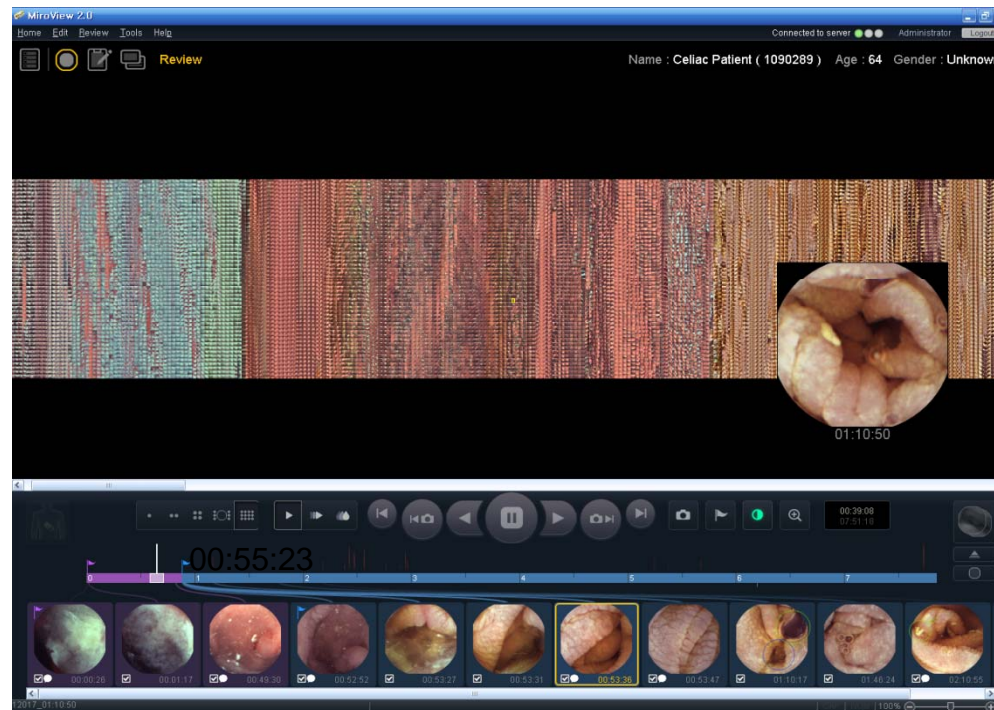 MiroView 2.0
Home Edit Review Tools Help
Connected to server Administrator Logout
Review
Name : Celiac Patient ( 1090289 ) Age : 64 Gender : Unknow
01:10:50
00:39:08
07:51:18
00:55:23
0 1 2 3 4 5 6 7
00:00:26 00:01:17 00:49:30 00:52:52 00:53:27 00:53:31 00:53:36 00:53:47 01:10:17 01:46:24 02:10:55
12017_01:10:50
100%